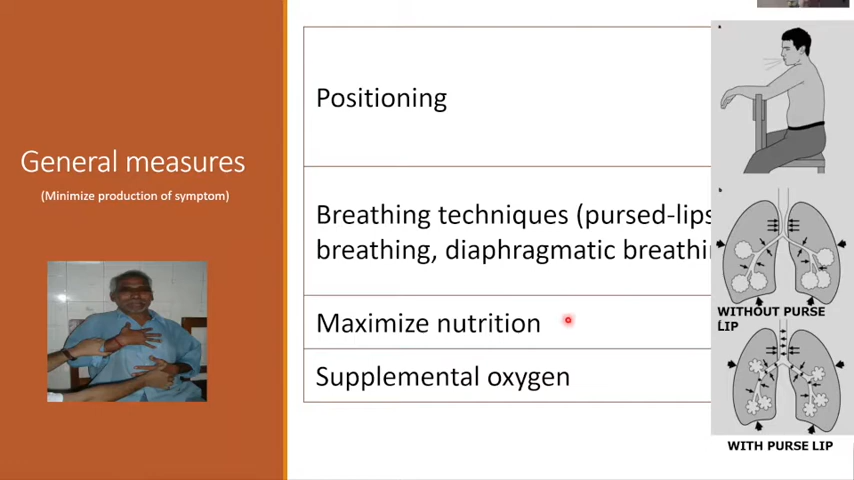 General measures
(Minimize production of symptom)
Positioning
Breathing techniques (pursed-lips
breathing, diaphragmatic
Maximize nutrition
Supplemental oxygen
WITHOUT PURSE
LIP
WITH PURSE LIP